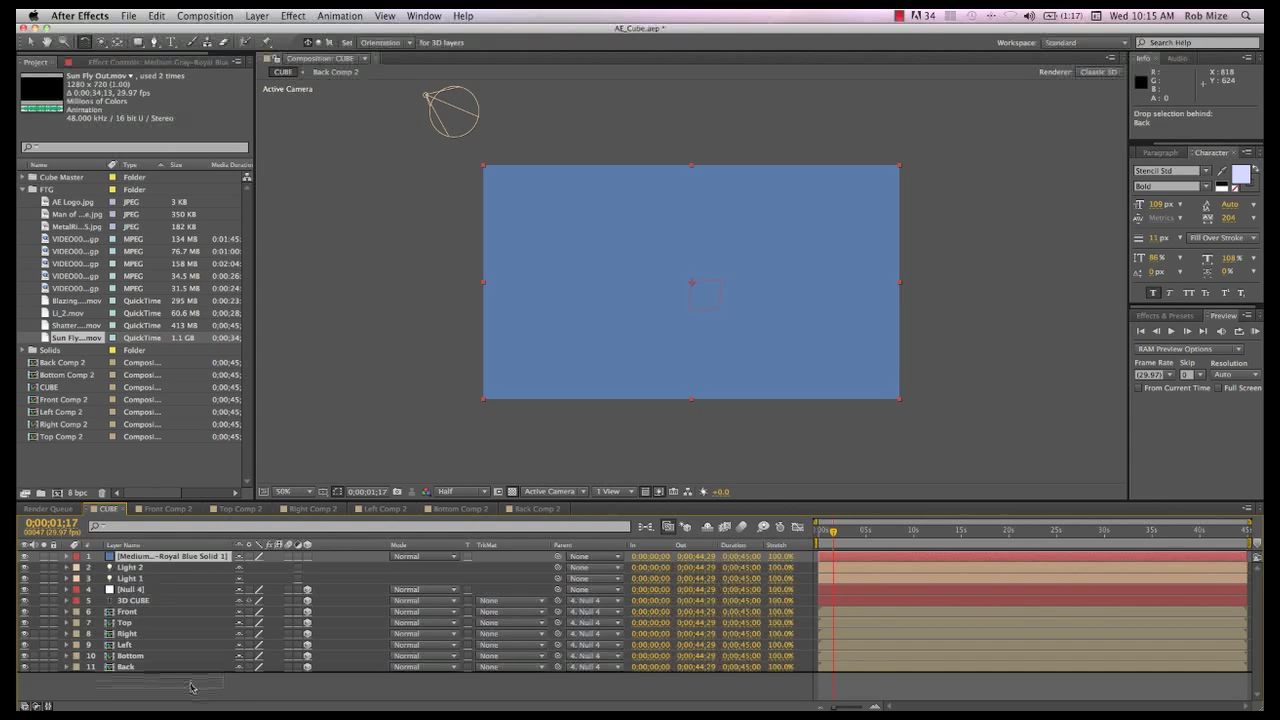 After Effects File Edit Composition Layer Effect Animation View Window Help 34 (1:17) Wed 10:15 AM Rob Mize
AE_Cube.aep *
Set Orientation for 3D layers Workspace: Standard Search Help
Project Effect Controls: Medium Gray-Royal Blu Composition: CUBE Info Audio
Sun Fly Out.mov , used 2 times
1280 x 720 (1.00)
Δ 0:00:34;13, 29.97 fps
Millions of Colors
Animation
48.000 kHz / 16 bit U / Stereo
CUBE Back Comp 2 Renderer: Classic 3D
Active Camera
R: X: 818
G: Y: 624
B:
A: 0
Drop selection behind:
Back
Paragraph Character
Stencil Std
Bold
109 px Auto
Metrics 204
11 px Fill Over Stroke
86 % 108 %
0 px 0 %
T T TT Tr T T
Effects & Presets Preview
RAM Preview Options
Frame Rate Skip Resolution
(29.97) 0 Auto
From Current Time Full Screen
Name Type Size Media Duration
Cube Master Folder
FTG Folder
AE Logo.jpg JPEG 3 KB
Man of ...e.jpg JPEG 350 KB
MetalRi...S.jpg JPEG 182 KB
VIDEO00...gp MPEG 134 MB 0:01:45:
VIDEO00...gp MPEG 76.7 MB 0:01:00:
VIDEO00...gp MPEG 158 MB 0:02:04:
VIDEO00...gp MPEG 34.5 MB 0:00:26:
VIDEO00...gp MPEG 31.5 MB 0:00:24:
Blazing....mov QuickTime 295 MB 0:00:23:
Li_2.mov QuickTime 60.6 MB 0;00;28;
Shatter....mov QuickTime 413 MB 0;00;45;
Sun Fly...mov QuickTime 1.1 GB 0:00;34;
Solids Folder
Back Comp 2 Composi... 0;00;45;
Bottom Comp 2 Composi... 0;00;45;
CUBE Composi... 0;00;45;
Front Comp 2 Composi... 0;00;45;
Left Comp 2 Composi... 0;00;45;
Right Comp 2 Composi... 0;00;45;
Top Comp 2 Composi... 0;00;45;
8 bpc 50% 0;00;01;17 Half Active Camera 1 View +0.0
Render Queue CUBE Front Comp 2 Top Comp 2 Right Comp 2 Left Comp 2 Bottom Comp 2 Back Comp 2
0;00;01;17
00047 (29.97 fps)
:00s 05s 10s 15s 20s 25s 30s 35s 40s 45s
# Layer Name Mode T TrkMat Parent In Out Duration Stretch
1 [Medium...-Royal Blue Solid 1] Normal None 0;00;00;00 0;00;44;29 0;00;45;00 100.0%
2 Light 2 None 0;00;00;00 0;00;44;29 0;00;45;00 100.0%
3 Light 1 None 0;00;00;00 0;00;44;29 0;00;45;00 100.0%
4 [Null 4] Normal None 0;00;00;00 0;00;44;29 0;00;45;00 100.0%
5 3D CUBE Normal None 4. Null 4 0;00;00;00 0;00;44;29 0;00;45;00 100.0%
6 Front Normal None 4. Null 4 0;00;00;00 0;00;44;29 0;00;45;00 100.0%
7 Top Normal None 4. Null 4 0;00;00;00 0;00;44;29 0;00;45;00 100.0%
8 Right Normal None 4. Null 4 0;00;00;00 0;00;44;29 0;00;45;00 100.0%
9 Left Normal None 4. Null 4 0;00;00;00 0;00;44;29 0;00;45;00 100.0%
10 Bottom Normal None 4. Null 4 0;00;00;00 0;00;44;29 0;00;45;00 100.0%
11 Back Normal None 4. Null 4 0;00;00;00 0;00;44;29 0;00;45;00 100.0%